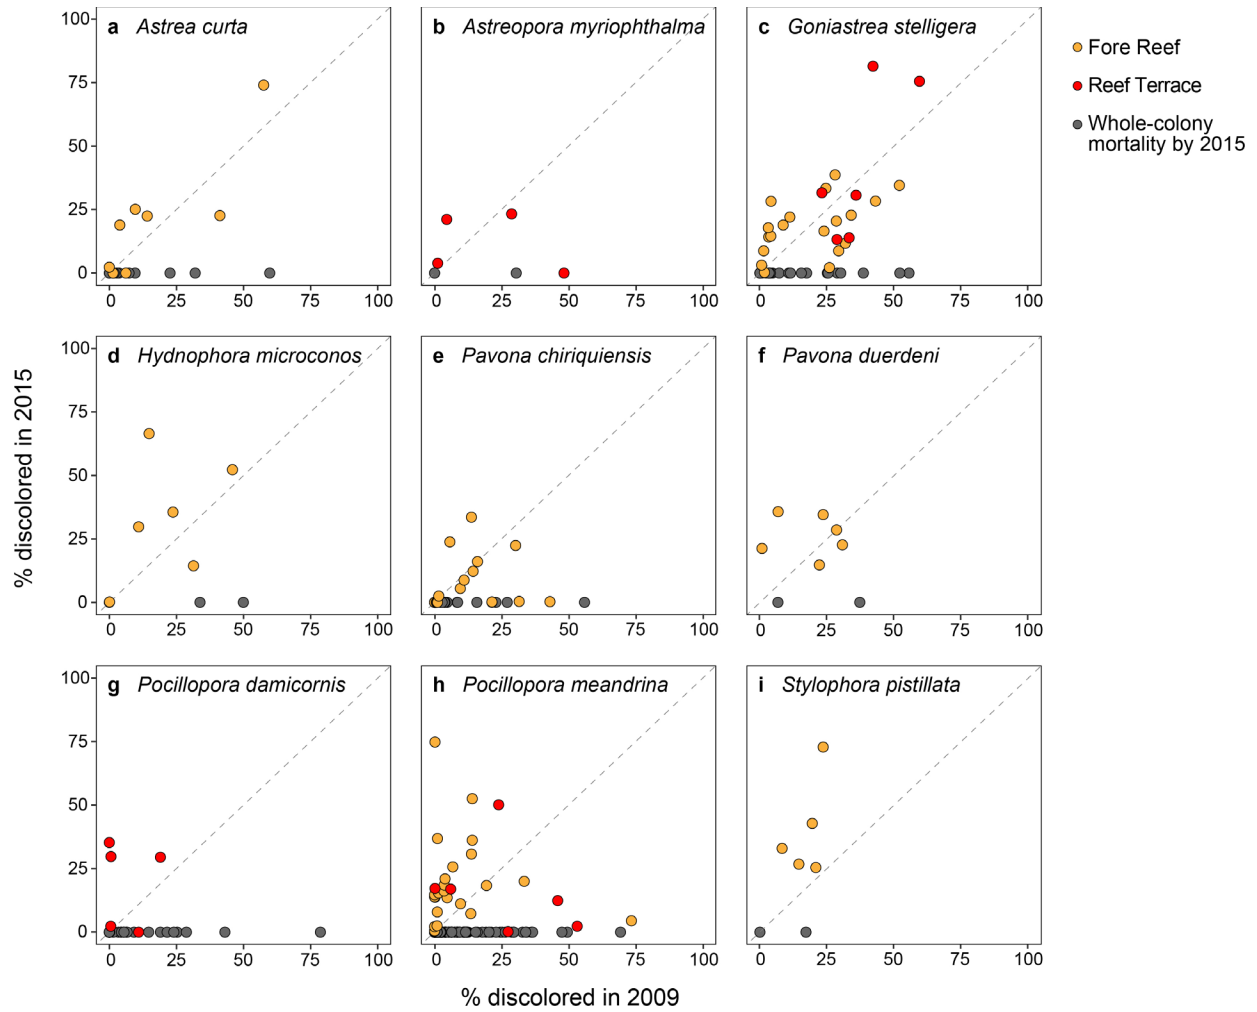 a Astrea curta
b Astreopora myriophthalma
c Goniastrea stelligera
Fore Reef
Reef Terrace
Whole-colony
mortality by 2015
100
75
50
25
0
0 25 50 75 100
0 25 50 75 100
0 25 50 75 100
d Hydnophora microconos
e Pavona chiriquiensis
f Pavona duerdeni
100
75
50
25
0
0 25 50 75 100
0 25 50 75 100
0 25 50 75 100
% discolored in 2015
g Pocillopora damicornis
h Pocillopora meandrina
i Stylophora pistillata
100
75
50
25
0
0 25 50 75 100
0 25 50 75 100
0 25 50 75 100
% discolored in 2009